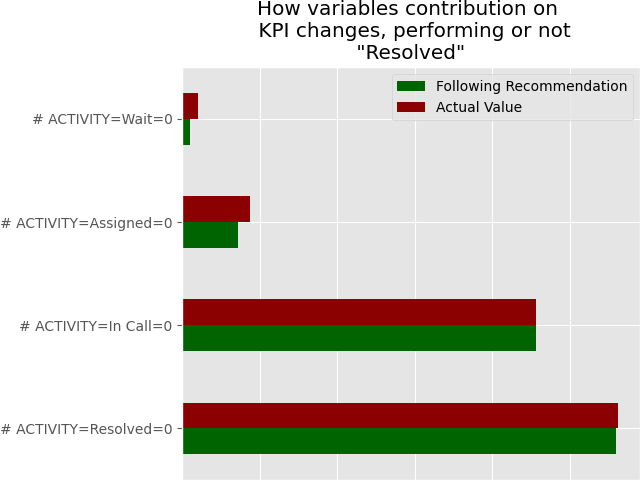 How variables contribution on
KPI changes, performing or not
"Resolved"
Following Recommendation
Actual Value
# ACTIVITY=Wait=0
# ACTIVITY=Assigned=0
# ACTIVITY=In Call=0
# ACTIVITY=Resolved=0